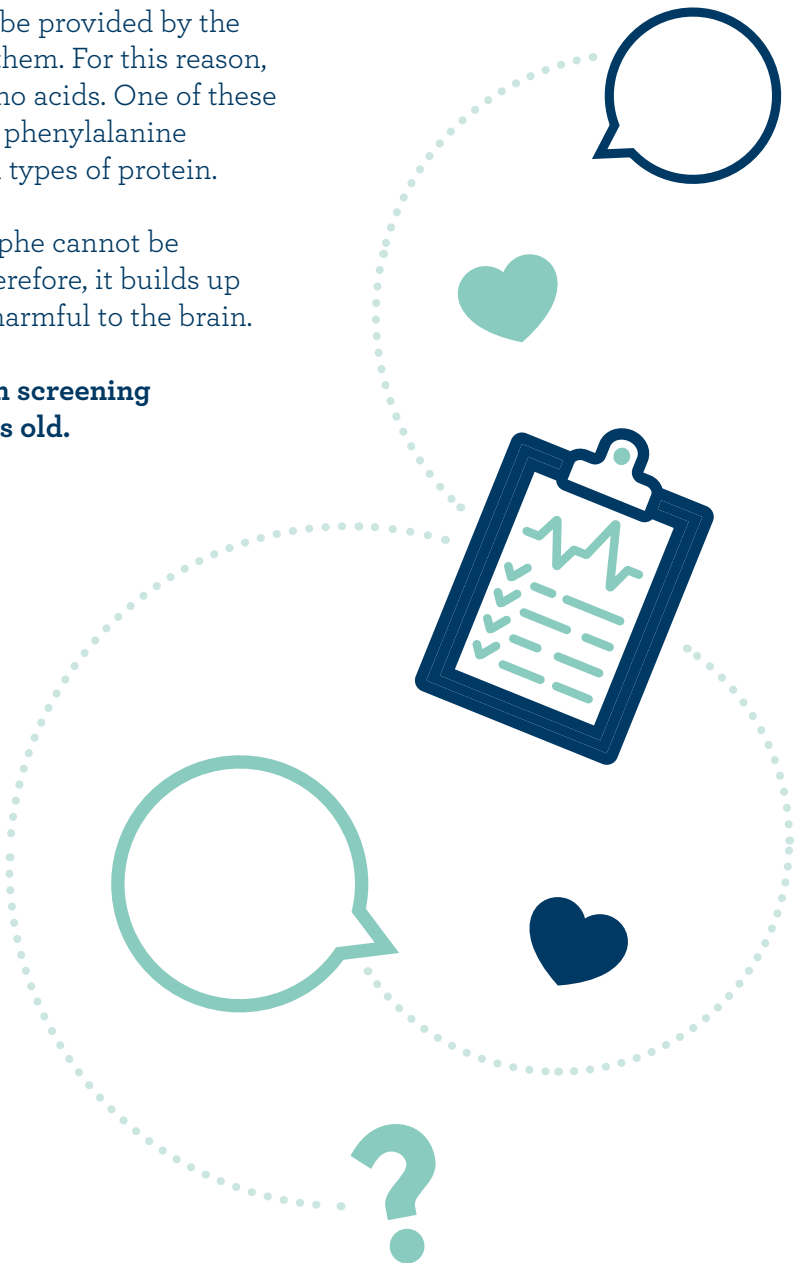 be provided by the
them. For this reason,
no acids. One of these
phenylalanine
types of protein.
phe cannot be
erefore, it builds up
harmful to the brain.
screening
s old.